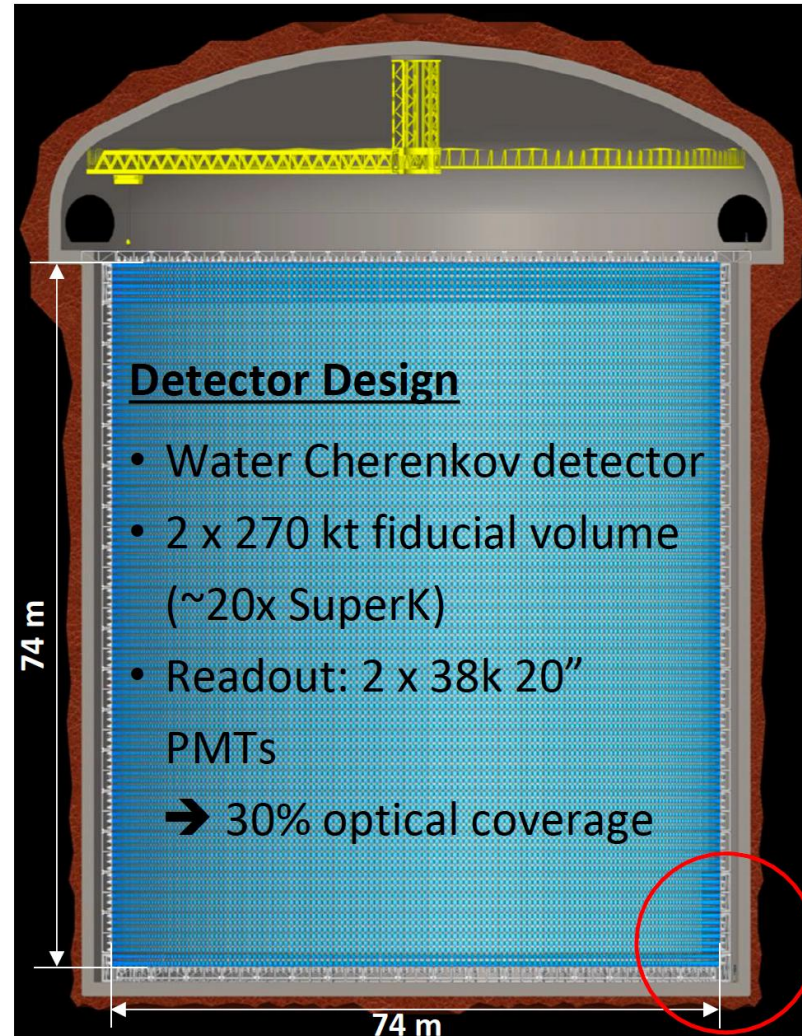 Detector Design
• Water Cherenkov detector
• 2 x 270 kt fiducial volume
(~20x SuperK)
• Readout: 2 x 38k 20”
PMTs
➔ 30% optical coverage
74 m
74 m